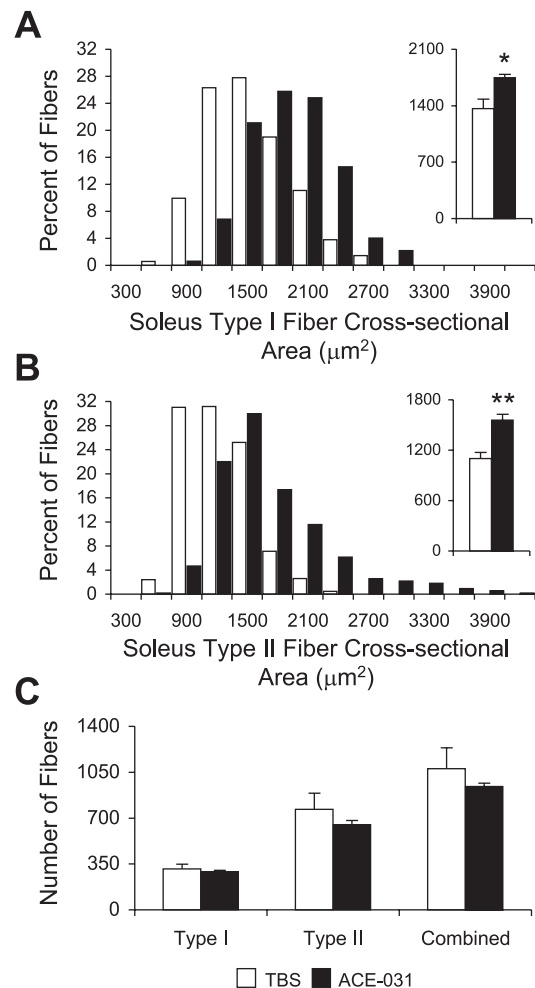 A
Percent of Fibers
32
28
24
20
16
12
8
4
0
300 900 1500 2100 2700 3300 3900
Soleus Type I Fiber Cross-sectional
Area (μm²)
2100
1400
700
0
*
B
Percent of Fibers
32
28
24
20
16
12
8
4
0
300 900 1500 2100 2700 3300 3900
Soleus Type II Fiber Cross-sectional
Area (μm²)
1800
1200
600
0
**
C
Number of Fibers
1400
1050
700
350
0
Type I Type II Combined
TBS ACE-031